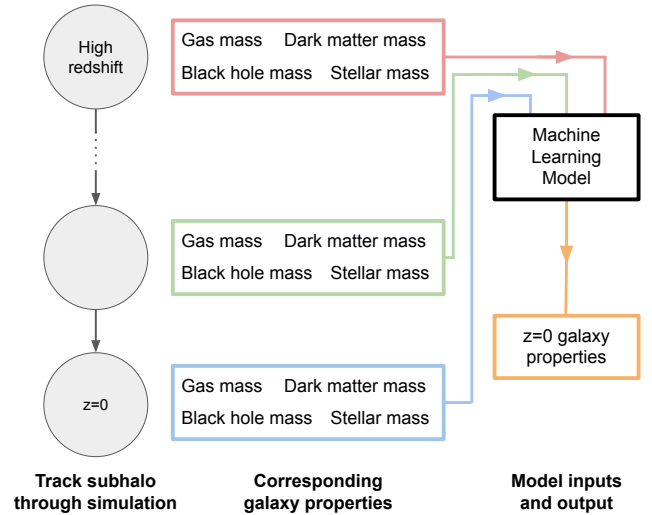 High
redshift
Gas mass Dark matter mass
Black hole mass Stellar mass
Machine
Learning
Model
Gas mass Dark matter mass
Black hole mass Stellar mass
z=0 galaxy
properties
z=0
Gas mass Dark matter mass
Black hole mass Stellar mass
Track subhalo
through simulation
Corresponding
galaxy properties
Model inputs
and output